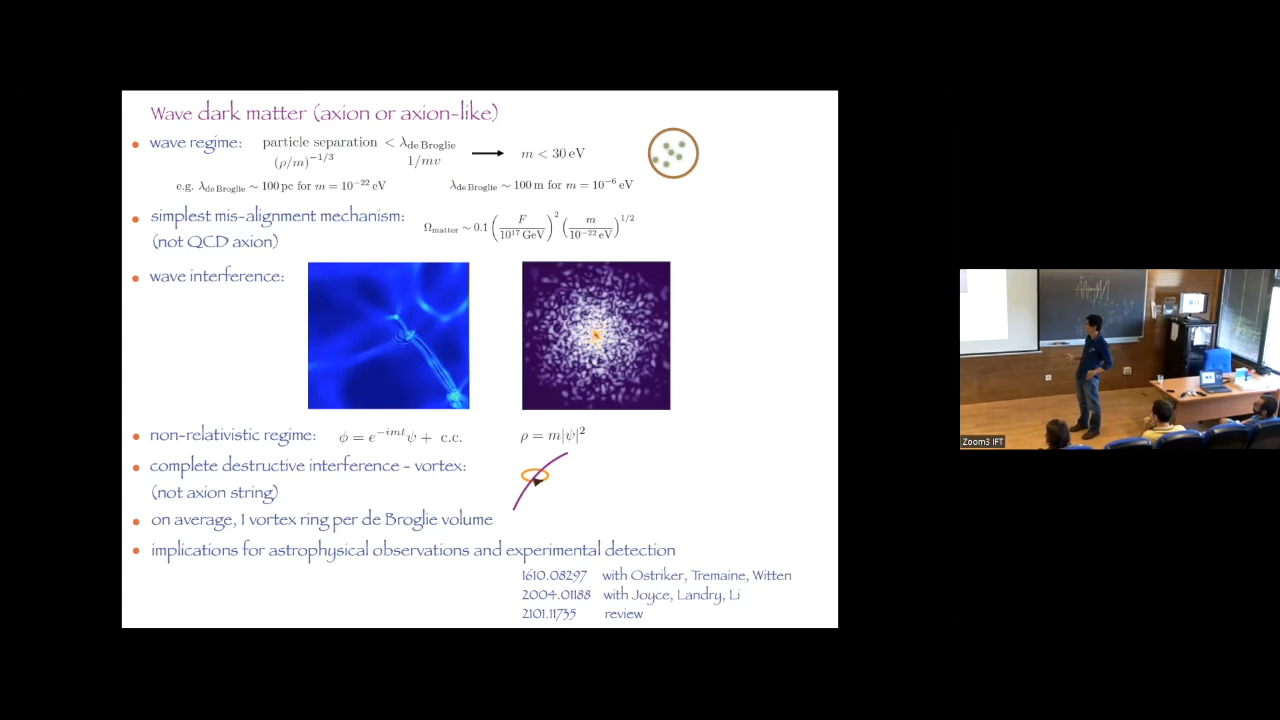 Wave dark matter (axion or axion-like)
• wave regime: particle separation < λ_de Broglie
(ρ/m)^{-1/3} 1/mv → m < 30 eV
e.g. λ_de Broglie ~ 100 pc for m = 10^{-22} eV λ_de Broglie ~ 100 m for m = 10^{-6} eV
• simplest mis-alignment mechanism: Ω_matter ~ 0.1 (F / 10^{17} GeV)^2 (m / 10^{-22} eV)^{1/2}
(not QCD axion)
• wave interference:
• non-relativistic regime: ϕ = e^{-imt}ψ + c.c. ρ = m|ψ|^2
• complete destructive interference - vortex:
(not axion string)
• on average, 1 vortex ring per de Broglie volume
• implications for astrophysical observations and experimental detection
1610.08297 with Ostriker, Tremaine, Witten
2004.01188 with Joyce, Landry, Li
2101.11735 review
Zoom3 IFT